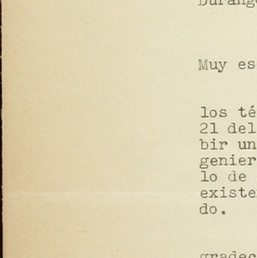 Durang
Muy es
los té
21 del
bir un
genier
lo de
existe
do.
gradec